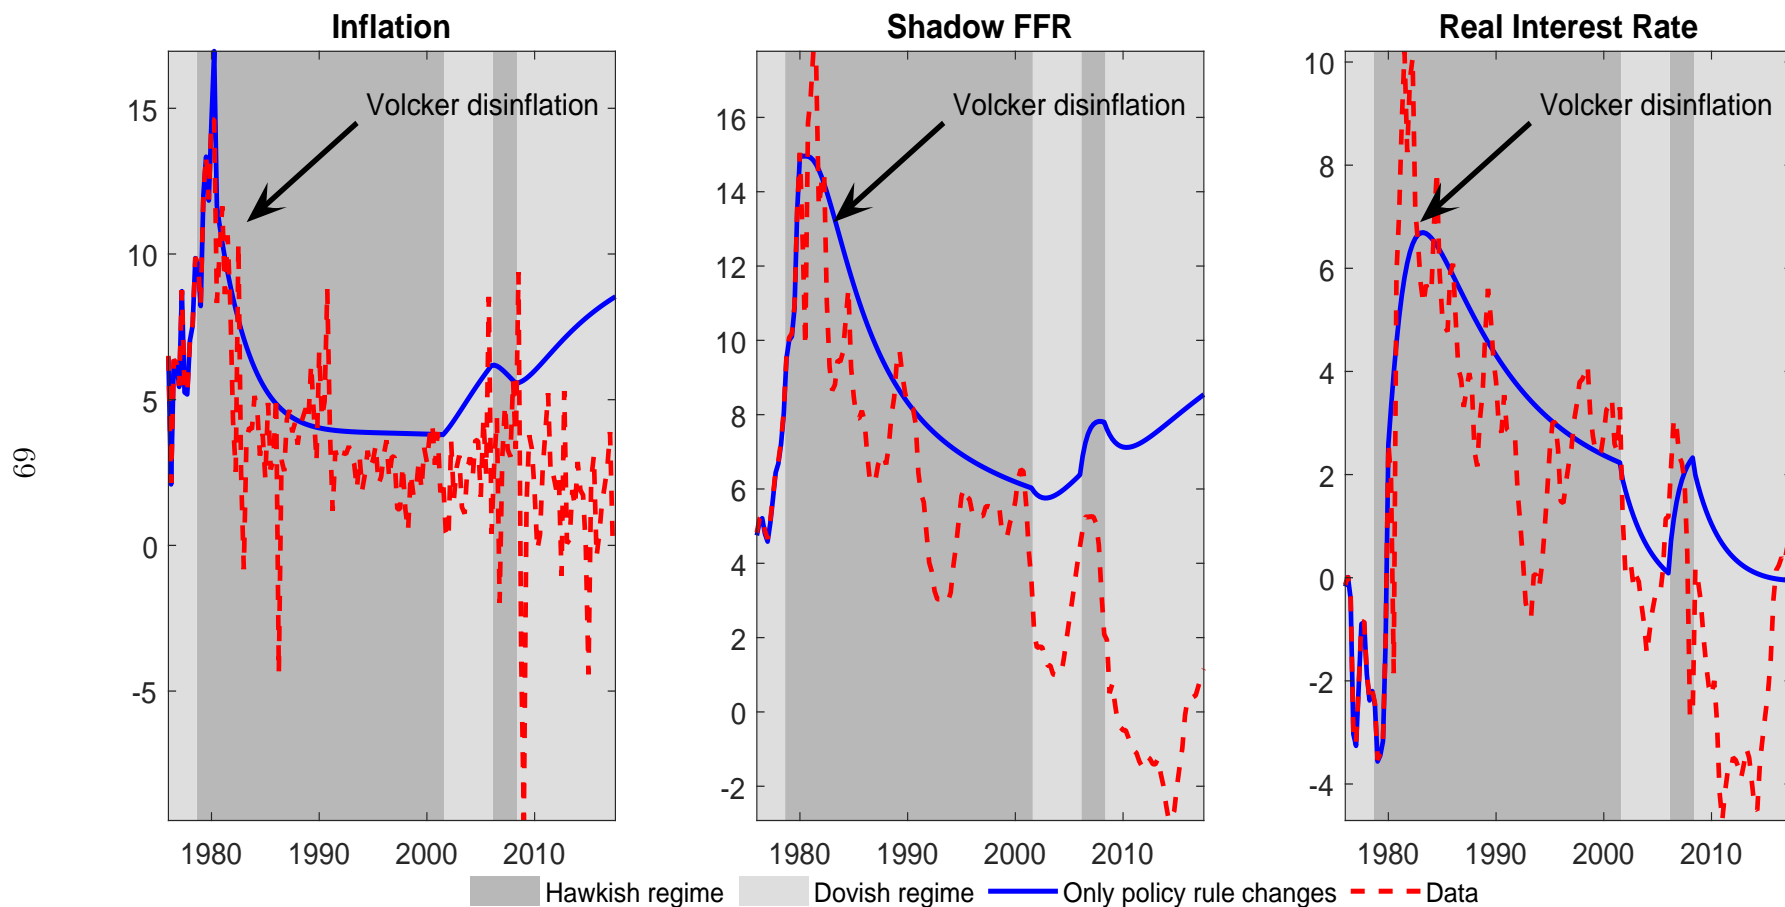 Inflation
Shadow FFR
Real Interest Rate
Volcker disinflation
Volcker disinflation
Volcker disinflation
15
10
5
0
-5
1980 1990 2000 2010
16
14
12
10
8
6
4
2
0
-2
1980 1990 2000 2010
10
8
6
4
2
0
-2
-4
1980 1990 2000 2010
Hawkish regime Dovish regime Only policy rule changes Data
69